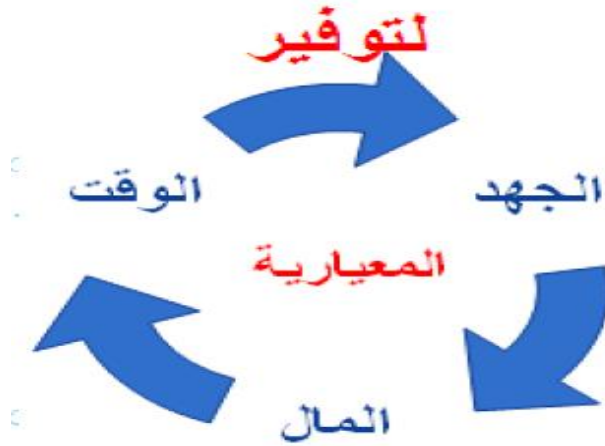 لتوفير
الجهد
الوقت
المعيارية
المال